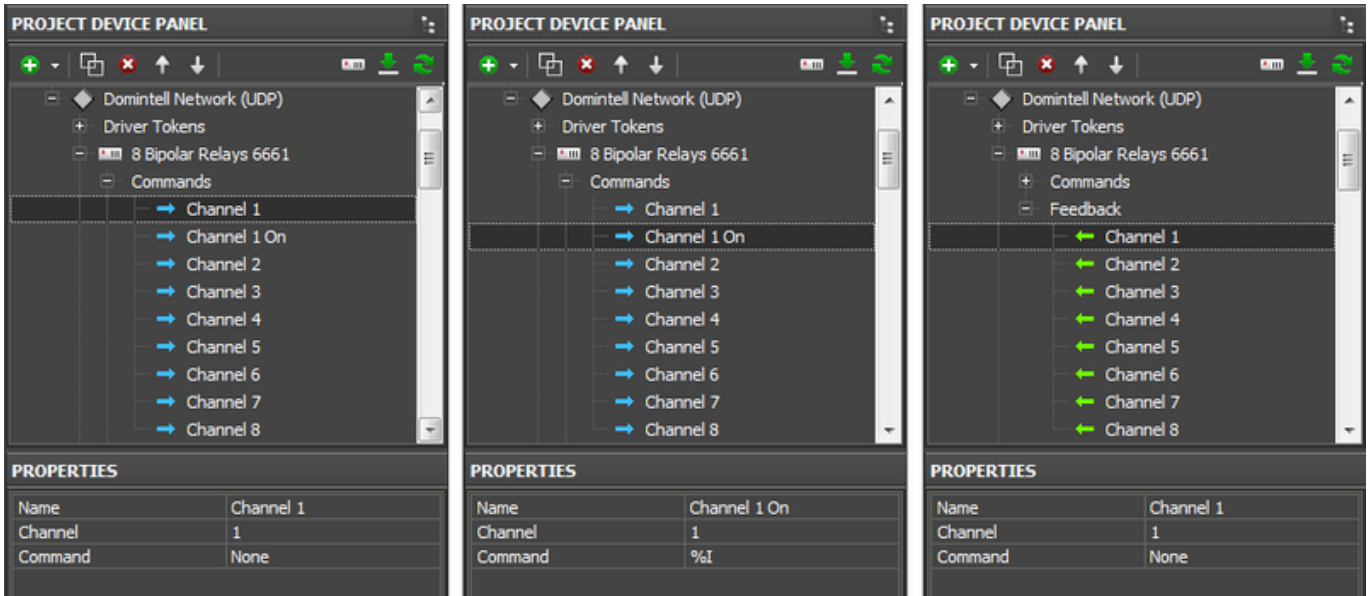 PROJECT DEVICE PANEL
Domintell Network (UDP)
Driver Tokens
8 Bipolar Relays 6661
Commands
Channel 1
Channel 1 On
Channel 2
Channel 3
Channel 4
Channel 5
Channel 6
Channel 7
Channel 8
PROPERTIES
Name Channel 1
Channel 1
Command None
PROJECT DEVICE PANEL
Domintell Network (UDP)
Driver Tokens
8 Bipolar Relays 6661
Commands
Channel 1
Channel 1 On
Channel 2
Channel 3
Channel 4
Channel 5
Channel 6
Channel 7
Channel 8
PROPERTIES
Name Channel 1 On
Channel 1
Command %I
PROJECT DEVICE PANEL
Domintell Network (UDP)
Driver Tokens
8 Bipolar Relays 6661
Commands
Feedback
Channel 1
Channel 2
Channel 3
Channel 4
Channel 5
Channel 6
Channel 7
Channel 8
PROPERTIES
Name Channel 1
Channel 1
Command None